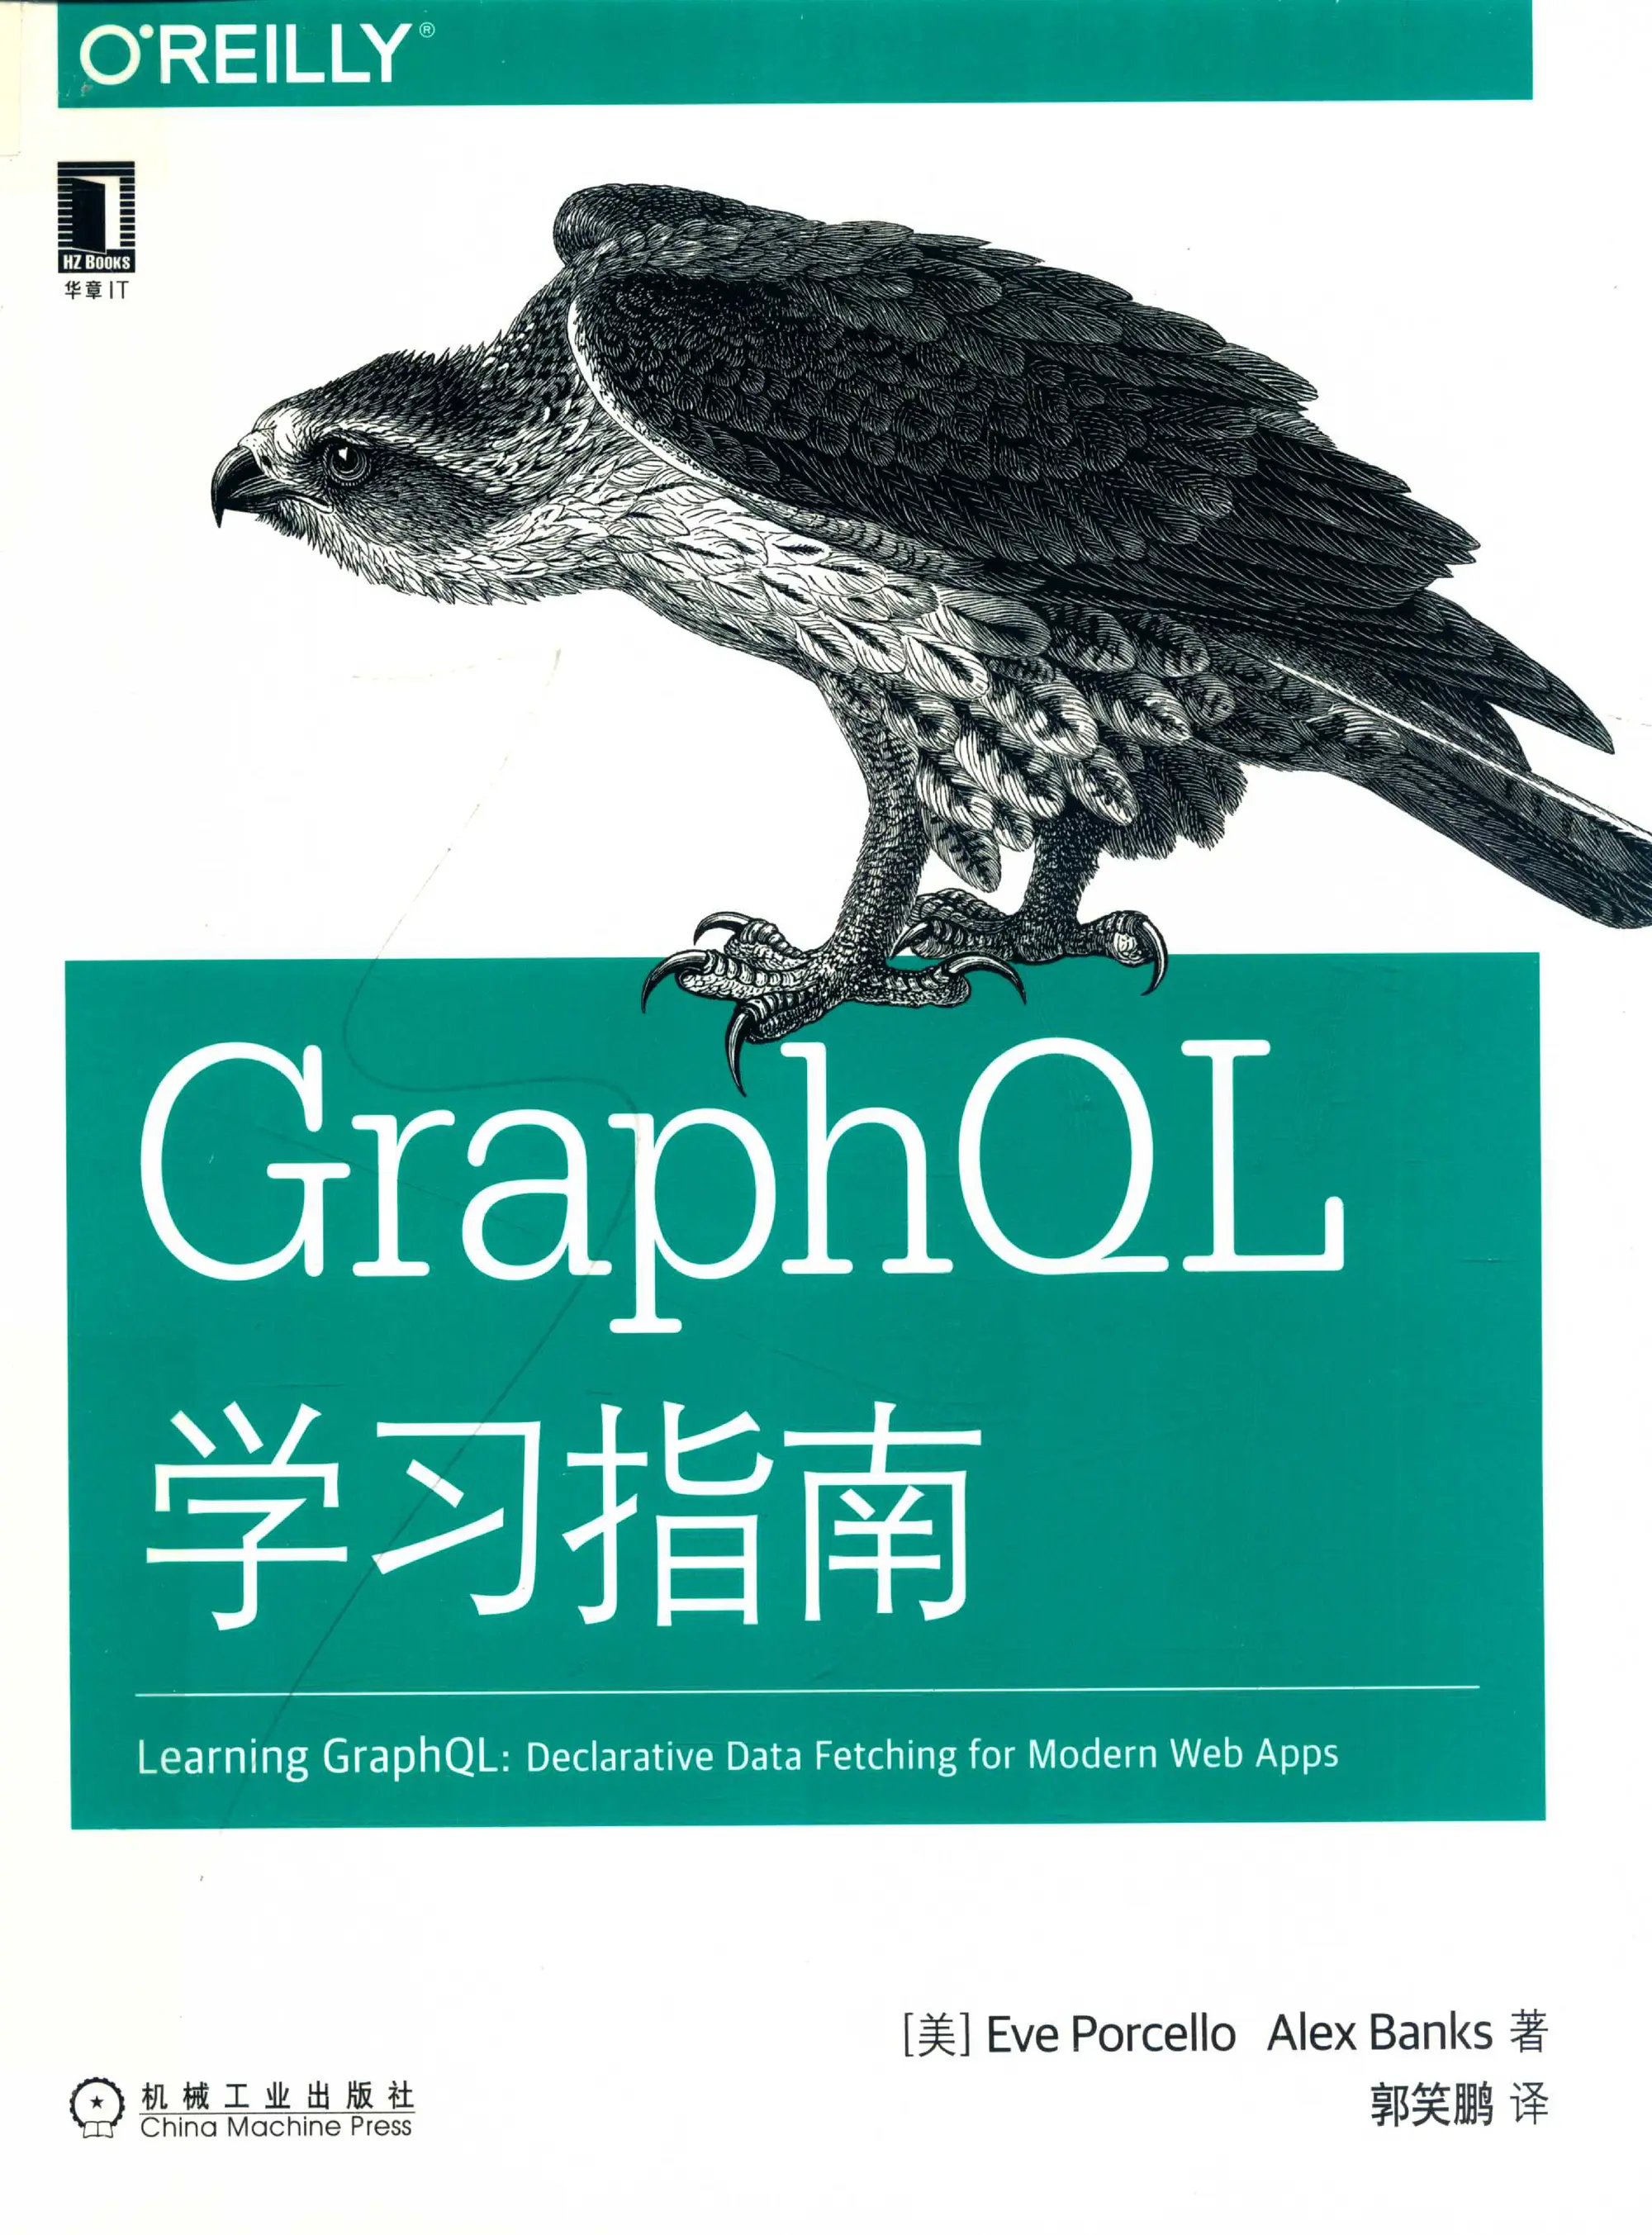 O'REILLY®
HZ BOOKS
华章IT
GraphQL
学习指南
Learning GraphQL: Declarative Data Fetching for Modern Web Apps
[美] Eve Porcello Alex Banks 著
郭笑鹏 译
机械工业出版社
China Machine Press